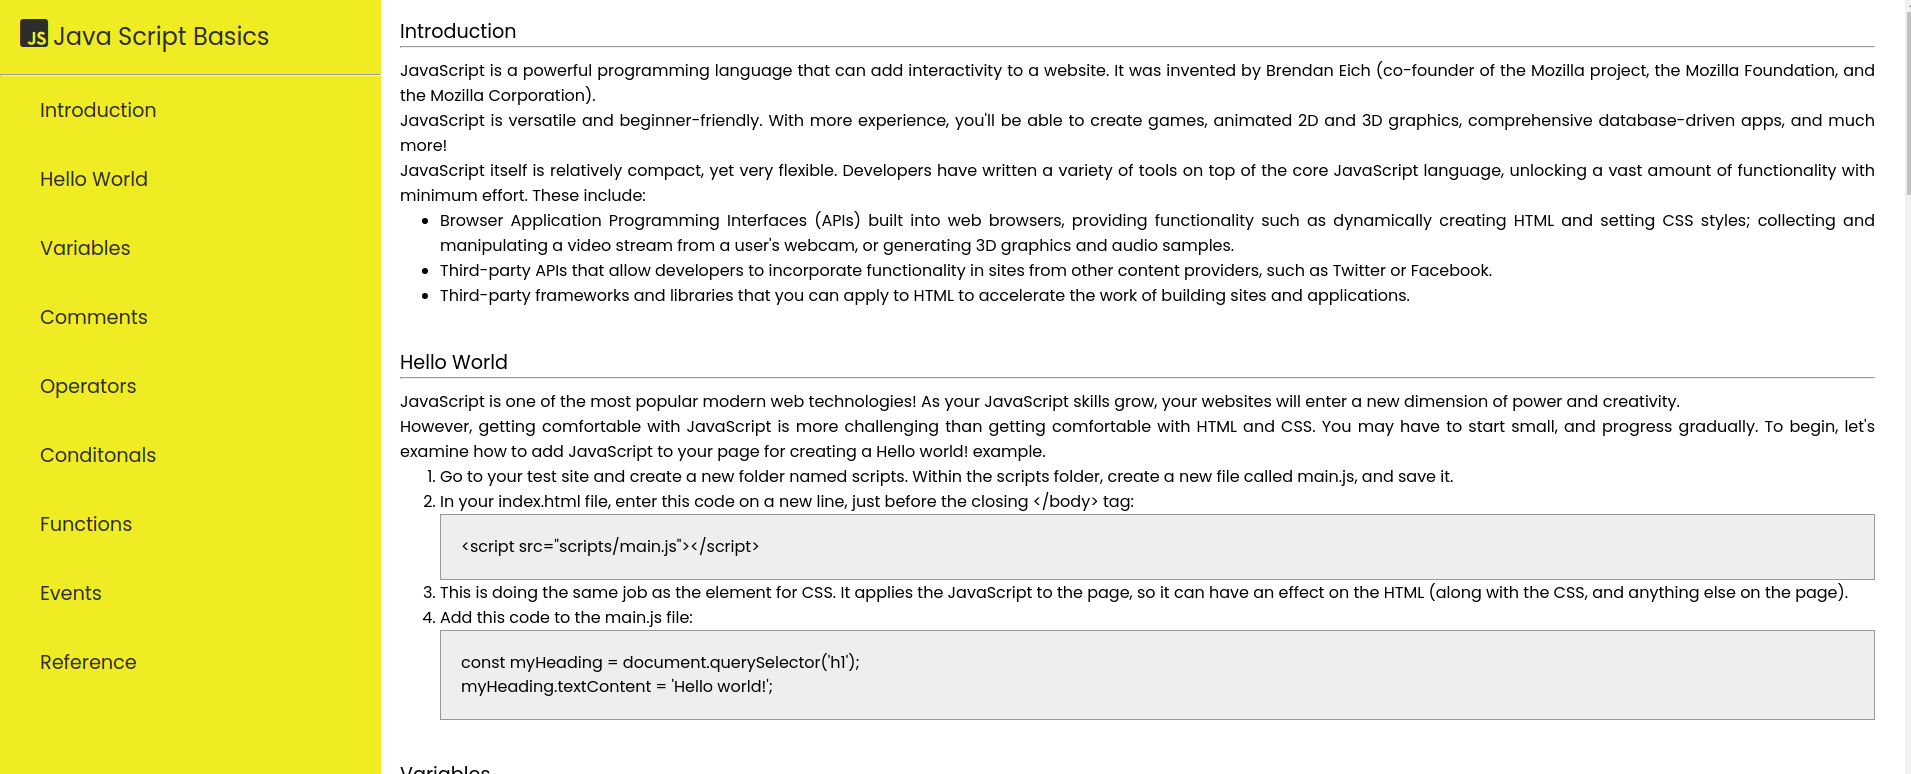 JS Java Script Basics
Introduction
Hello World
Variables
Comments
Operators
Conditonals
Functions
Events
Reference
Introduction
JavaScript is a powerful programming language that can add interactivity to a website. It was invented by Brendan Eich (co-founder of the Mozilla project, the Mozilla Foundation, and
the Mozilla Corporation).
JavaScript is versatile and beginner-friendly. With more experience, you'll be able to create games, animated 2D and 3D graphics, comprehensive database-driven apps, and much
more!
JavaScript itself is relatively compact, yet very flexible. Developers have written a variety of tools on top of the core JavaScript language, unlocking a vast amount of functionality with
minimum effort. These include:
• Browser Application Programming Interfaces (APIs) built into web browsers, providing functionality such as dynamically creating HTML and setting CSS styles; collecting and
manipulating a video stream from a user's webcam, or generating 3D graphics and audio samples.
• Third-party APIs that allow developers to incorporate functionality in sites from other content providers, such as Twitter or Facebook.
• Third-party frameworks and libraries that you can apply to HTML to accelerate the work of building sites and applications.
Hello World
JavaScript is one of the most popular modern web technologies! As your JavaScript skills grow, your websites will enter a new dimension of power and creativity.
However, getting comfortable with JavaScript is more challenging than getting comfortable with HTML and CSS. You may have to start small, and progress gradually. To begin, let's
examine how to add JavaScript to your page for creating a Hello world! example.
1. Go to your test site and create a new folder named scripts. Within the scripts folder, create a new file called main.js, and save it.
2. In your index.html file, enter this code on a new line, just before the closing </body> tag:
<script src="scripts/main.js"></script>
3. This is doing the same job as the element for CSS. It applies the JavaScript to the page, so it can have an effect on the HTML (along with the CSS, and anything else on the page).
4. Add this code to the main.js file:
const myHeading = document.querySelector('h1');
myHeading.textContent = 'Hello world!';
Variables